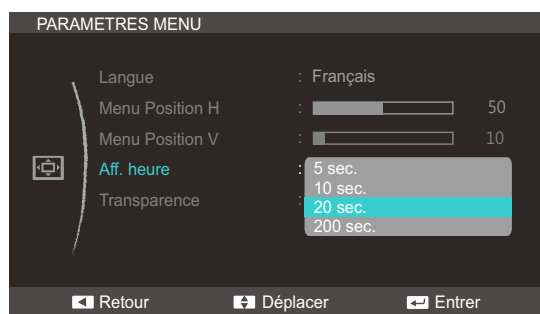 PARAMETRES MENU
Langue : Français
Menu Position H : 50
Menu Position V : 10
Aff. heure : 5 sec.
10 sec.
Transparence : 20 sec.
200 sec.
Retour Déplacer Entrer